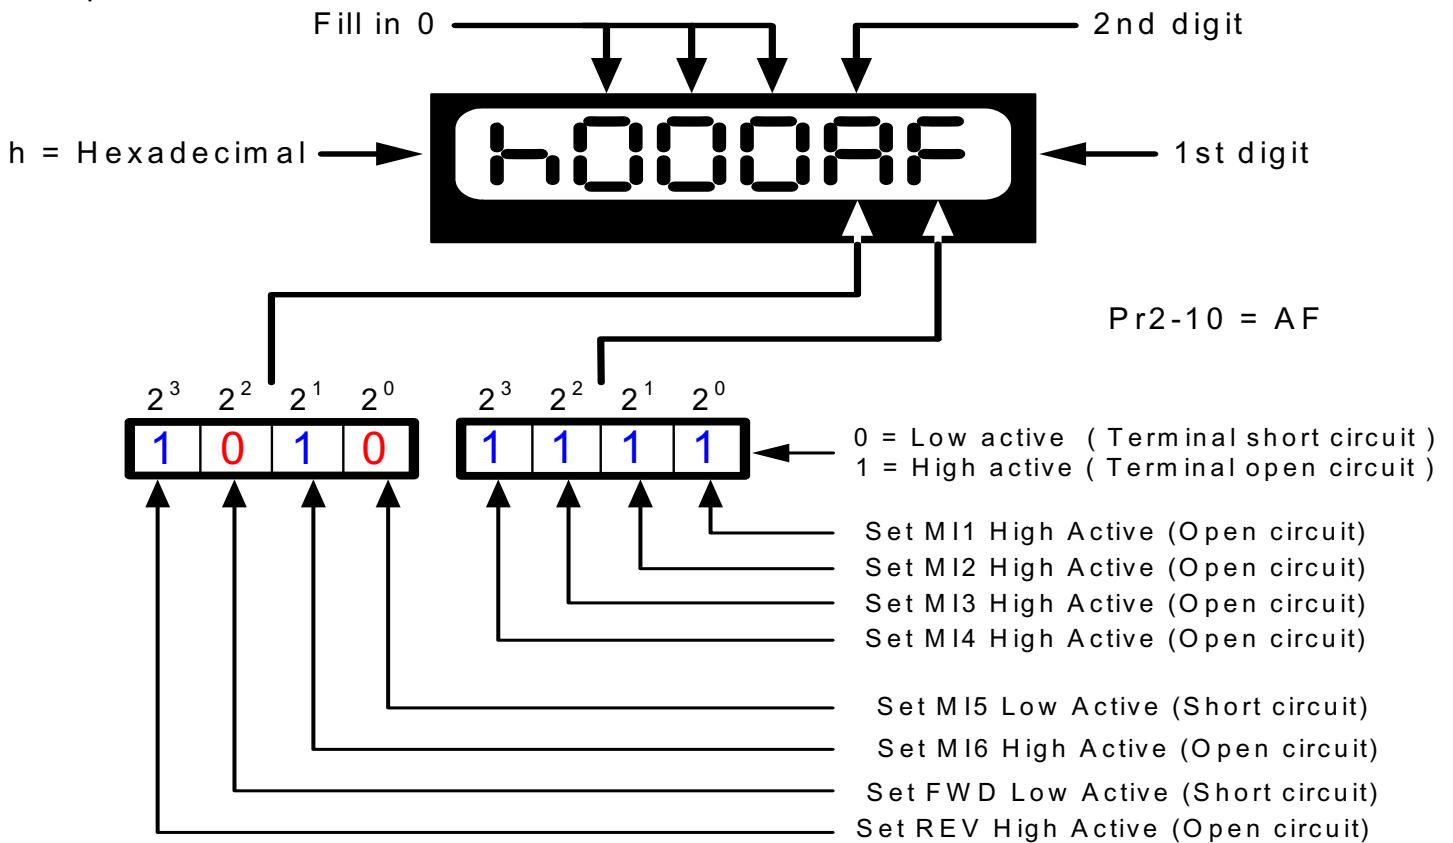 Fill in 0
2nd digit
h = Hexadecimal
h000AF
1st digit
Pr2-10 = AF
2³ 2² 2¹ 2⁰ 2³ 2² 2¹ 2⁰
1 0 1 0 1 1 1 1
0 = Low active ( Terminal short circuit )
1 = High active ( Terminal open circuit )
Set MI1 High Active (Open circuit)
Set MI2 High Active (Open circuit)
Set MI3 High Active (Open circuit)
Set MI4 High Active (Open circuit)
Set MI5 Low Active (Short circuit)
Set MI6 High Active (Open circuit)
Set FWD Low Active (Short circuit)
Set REV High Active (Open circuit)